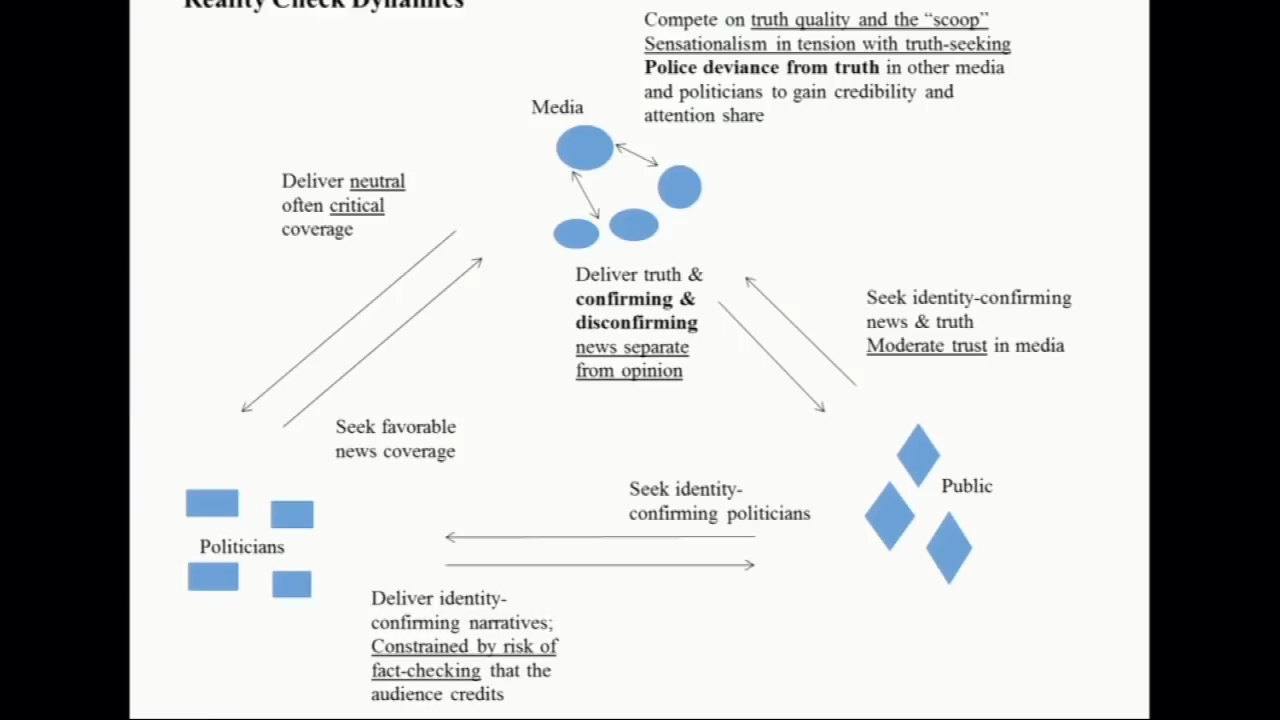 Reality Check Dynamics
Compete on truth quality and the “scoop”
Sensationalism in tension with truth-seeking
Police deviance from truth in other media
and politicians to gain credibility and
attention share
Media
Deliver neutral
often critical
coverage
Deliver truth &
confirming &
disconfirming
news separate
from opinion
Seek identity-confirming
news & truth
Moderate trust in media
Seek favorable
news coverage
Seek identity-
confirming politicians
Public
Politicians
Deliver identity-
confirming narratives;
Constrained by risk of
fact-checking that the
audience credits